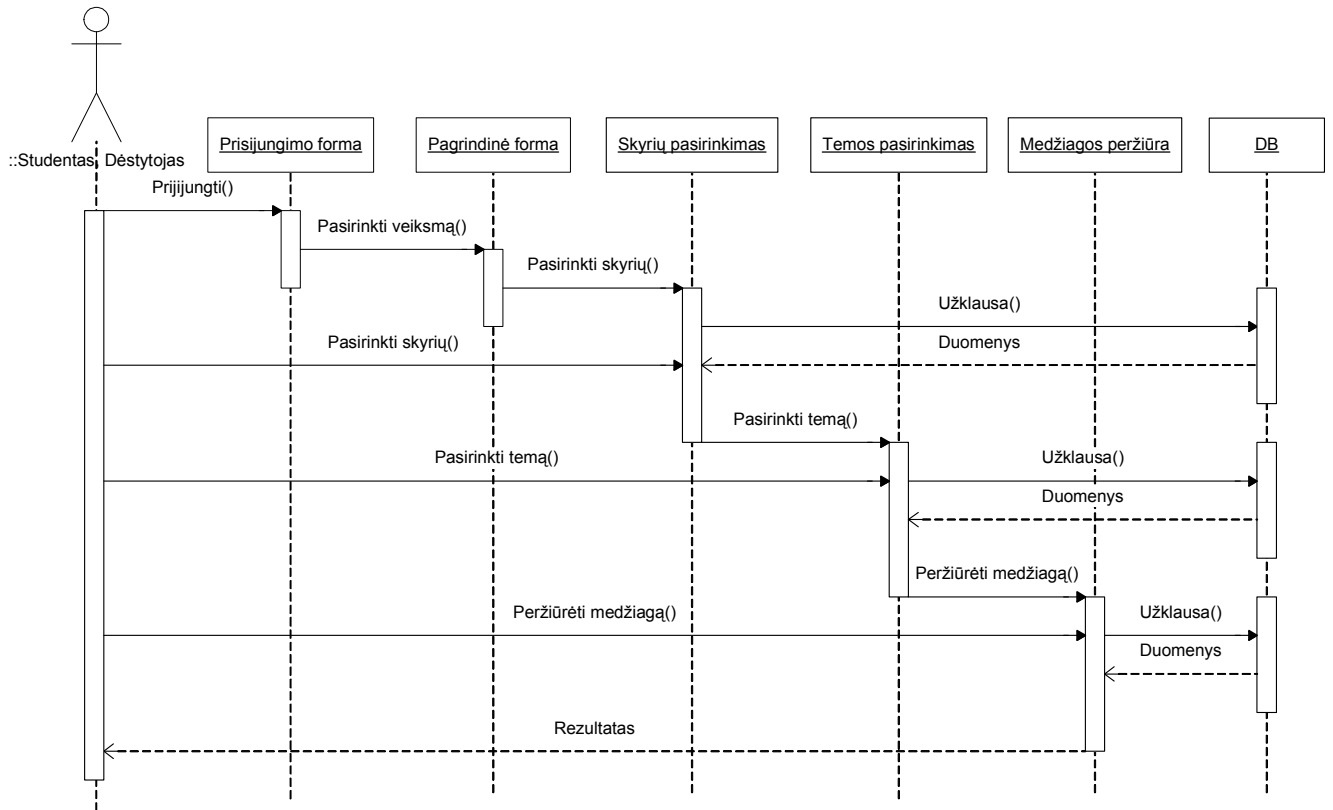 ::Studentas, Dėstytojas
Prisijungimo forma
Pagrindinė forma
Skyrių pasirinkimas
Temos pasirinkimas
Medžiagos peržiūra
DB
Prijijungti()
Pasirinkti veiksmą()
Pasirinkti skyrių()
Užklausa()
Pasirinkti skyrių()
Duomenys
Pasirinkti temą()
Pasirinkti temą()
Užklausa()
Duomenys
Peržiūrėti medžiagą()
Peržiūrėti medžiagą()
Užklausa()
Duomenys
Rezultatas